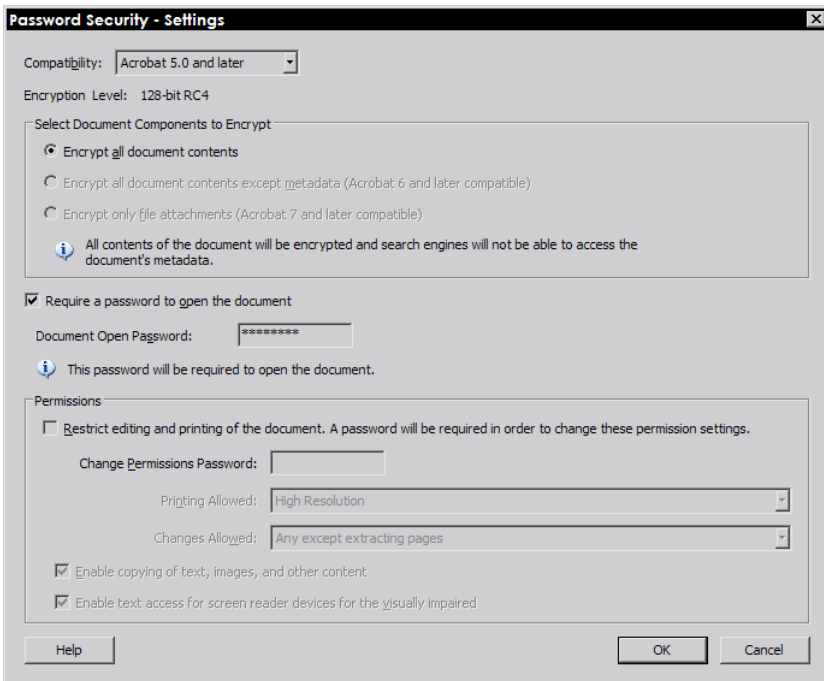 Password Security - Settings
Compatibility: Acrobat 5.0 and later
Encryption Level: 128-bit RC4
Select Document Components to Encrypt
Encrypt all document contents
Encrypt all document contents except metadata (Acrobat 6 and later compatible)
Encrypt only file attachments (Acrobat 7 and later compatible)
All contents of the document will be encrypted and search engines will not be able to access the
document's metadata.
Require a password to open the document
Document Open Password: ********
This password will be required to open the document.
Permissions
Restrict editing and printing of the document. A password will be required in order to change these permission settings.
Change Permissions Password:
Printing Allowed: High Resolution
Changes Allowed: Any except extracting pages
Enable copying of text, images, and other content
Enable text access for screen reader devices for the visually impaired
Help OK Cancel